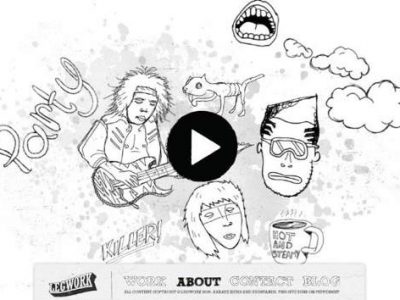 Party
KILLER!
HOT
AND
STEAMY
LEGWORK
WORK ABOUT CONTACT BLOG